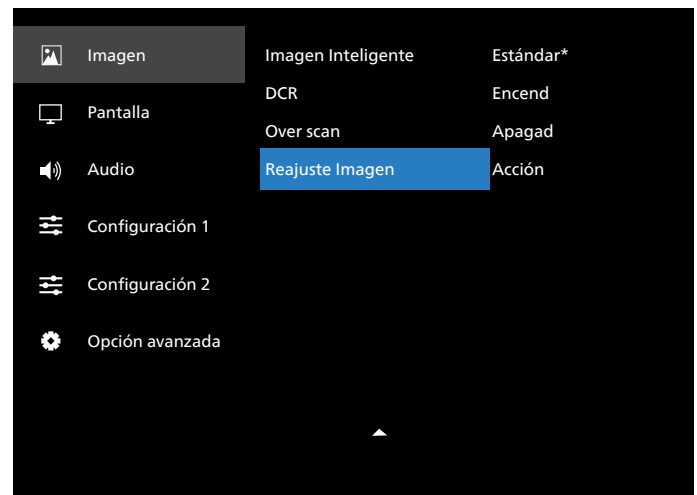 Imagen
Imagen Inteligente
Estándar*
DCR
Encend
Pantalla
Over scan
Apagad
Audio
Reajuste Imagen
Acción
Configuración 1
Configuración 2
Opción avanzada